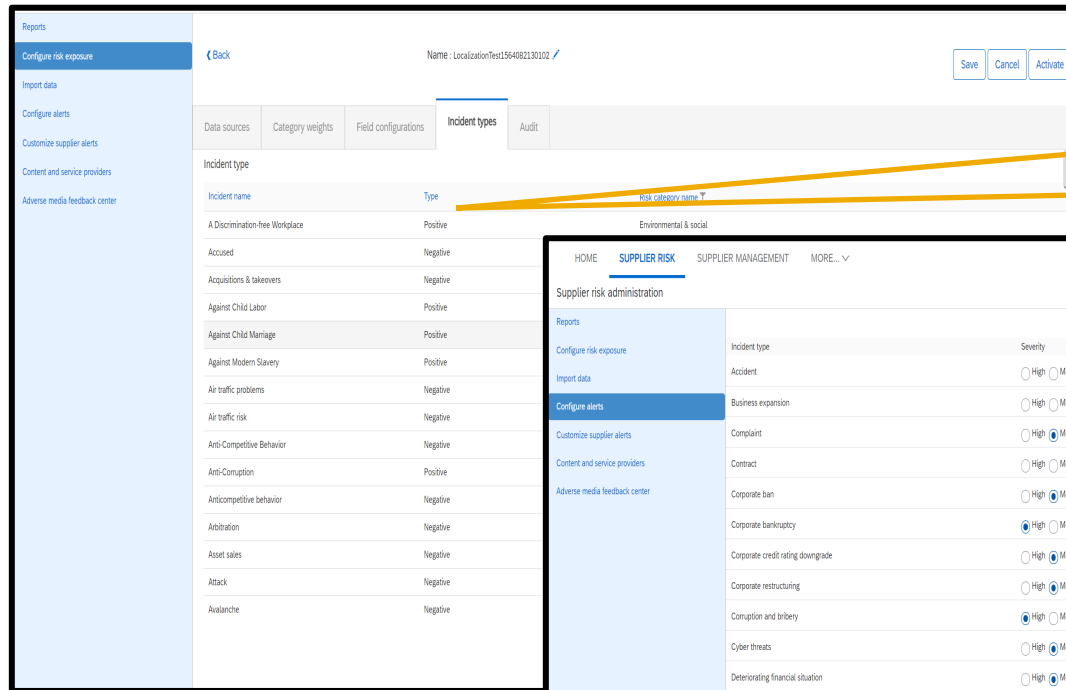 Reports
Configure risk exposure
Import data
Configure alerts
Customize supplier alerts
Content and service providers
Adverse media feedback center
Back
Name : LocalizationTest1564082130102
Save Cancel Activate
Data sources Category weights Field configurations Incident types Audit
Incident type
Incident name Type Risk category name
A Discrimination-free Workplace Positive Environmental & social
Accused Negative
Acquisitions & takeovers Negative
Against Child Labor Positive
Against Child Marriage Positive
Against Modern Slavery Positive
Air traffic problems Negative
Air traffic risk Negative
Anti-Competitive Behavior Negative
Anti-Corruption Positive
Anticompetitive behavior Negative
Arbitration Negative
Asset sales Negative
Attack Negative
Avalanche Negative
HOME SUPPLIER RISK SUPPLIER MANAGEMENT MORE...
Supplier risk administration
Reports
Configure risk exposure
Import data
Configure alerts
Customize supplier alerts
Content and service providers
Adverse media feedback center
Incident type Severity
Accident High M
Business expansion High M
Complaint High M
Contract High M
Corporate ban High M
Corporate bankruptcy High M
Corporate credit rating downgrade High M
Corporate restructuring High M
Corruption and bribery High M
Cyber threats High M
Deteriorating financial situation High M